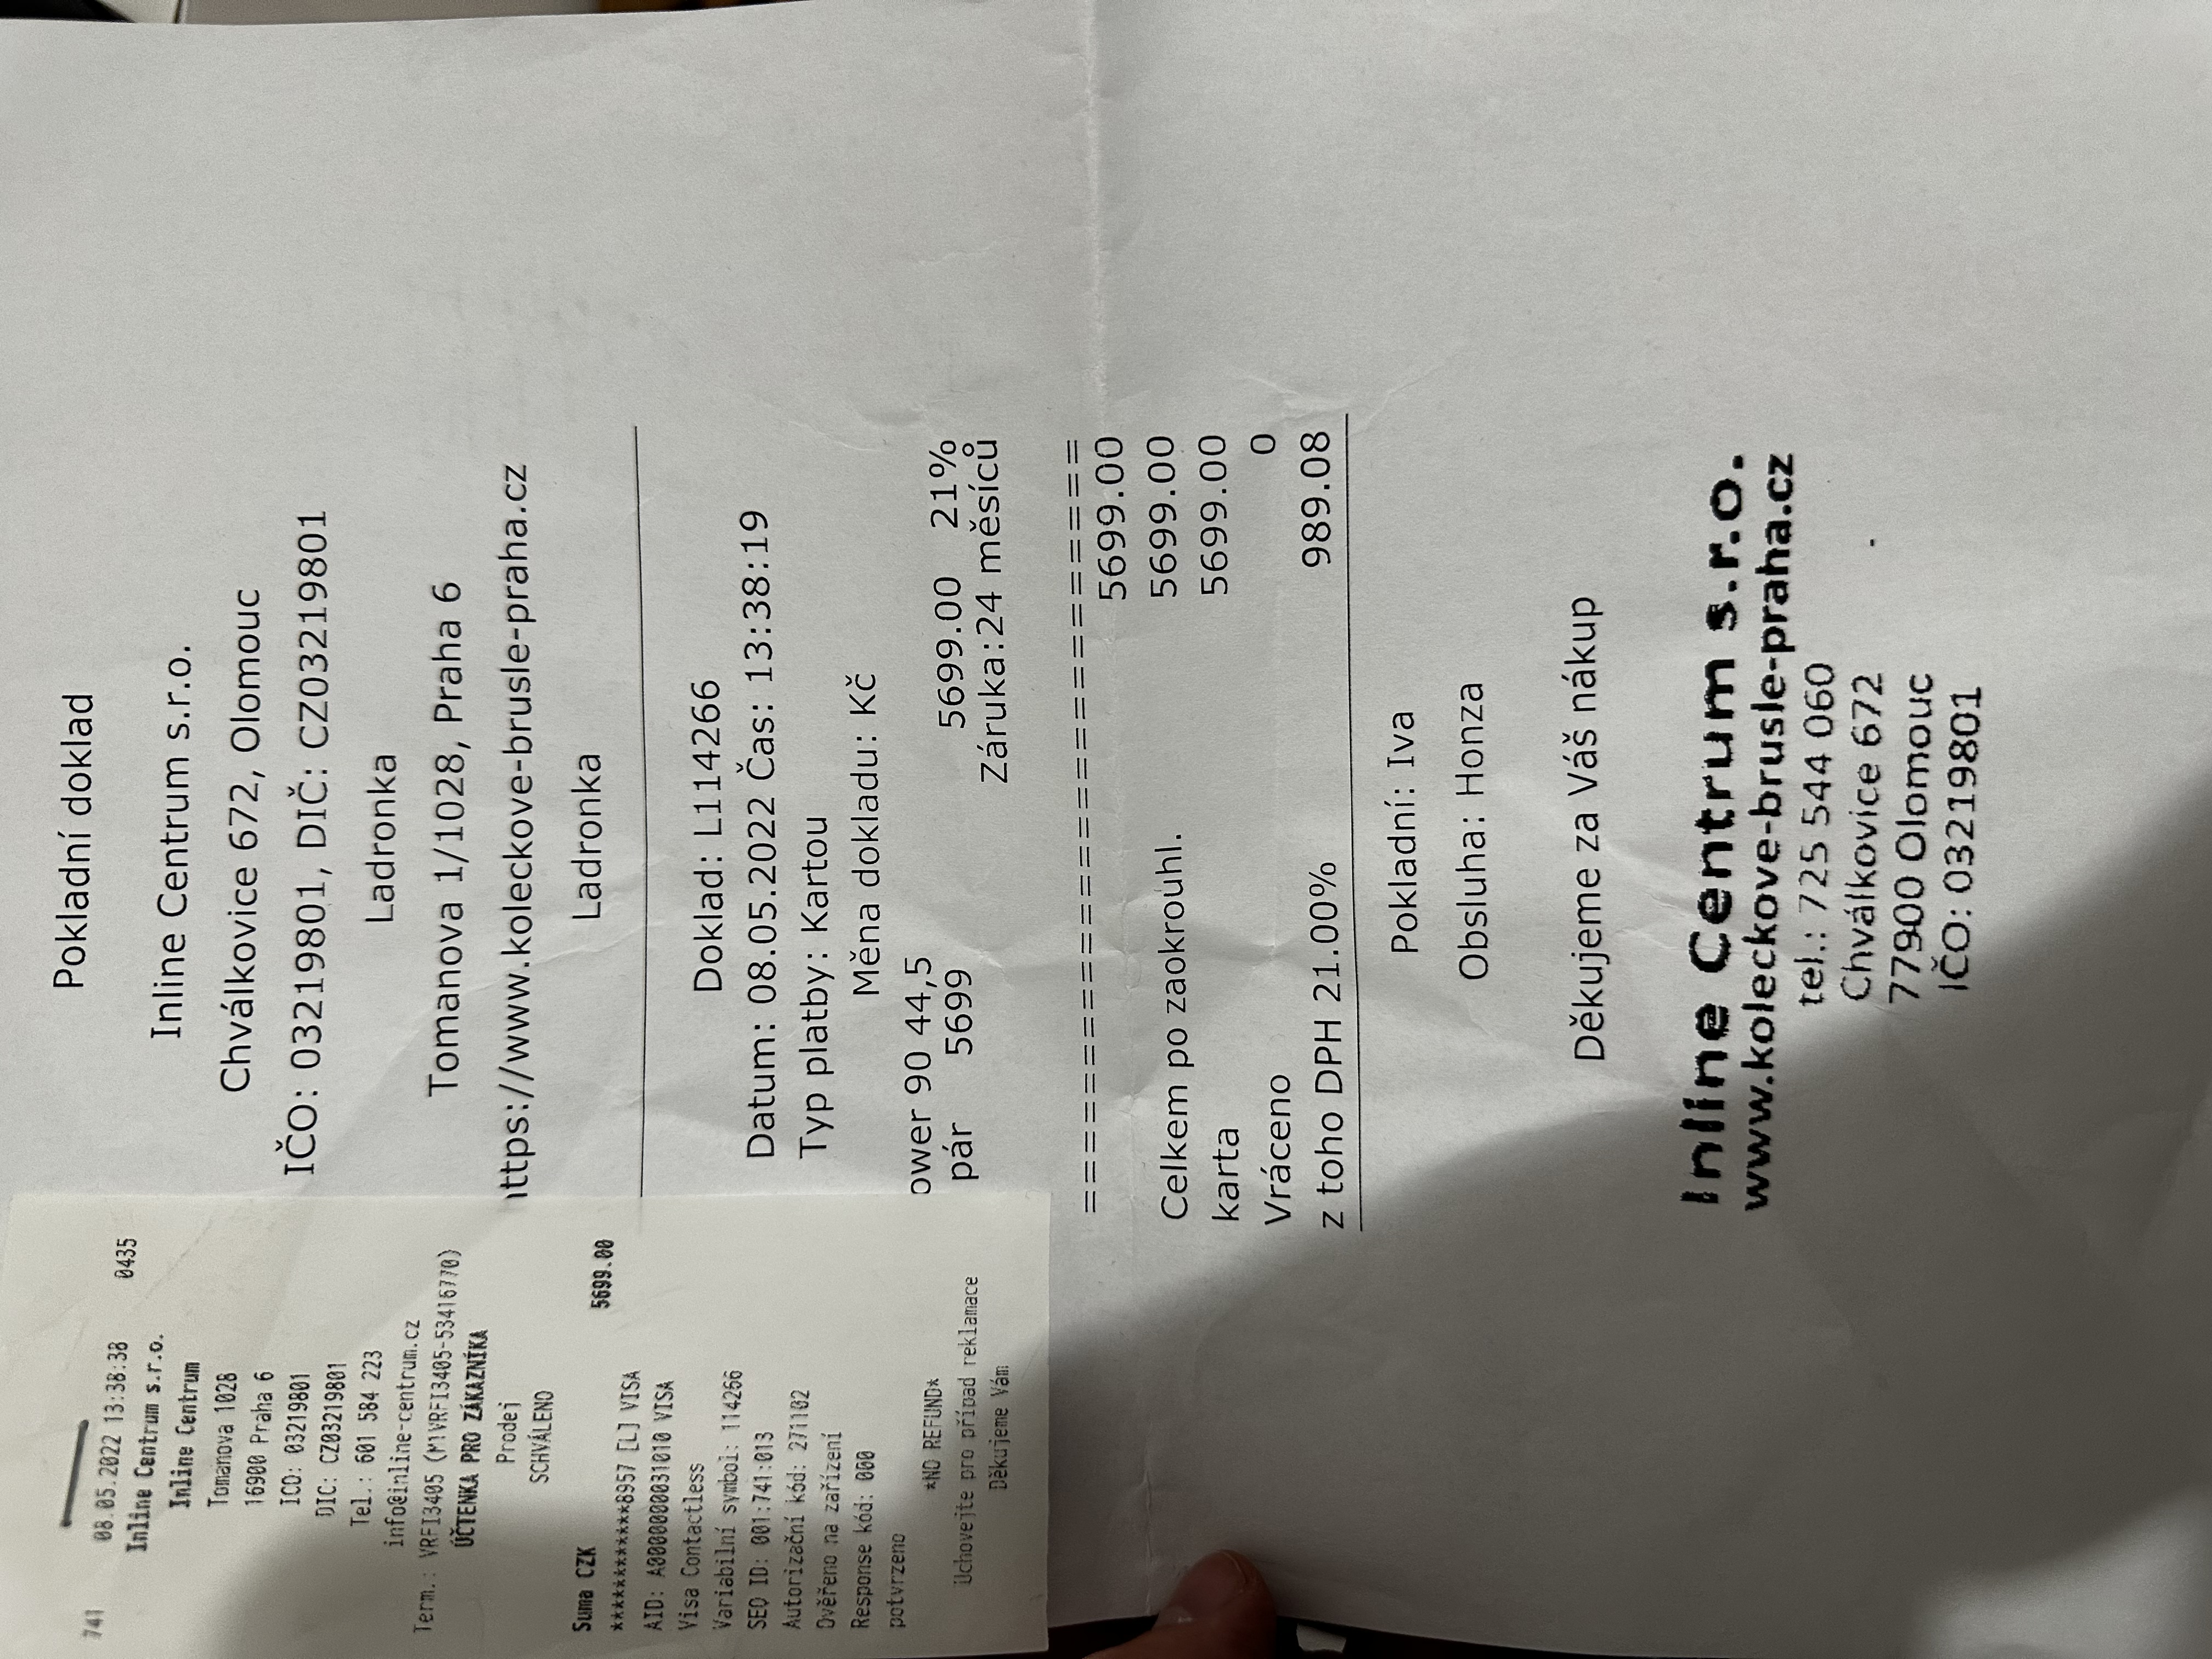 Pokladní doklad
Inline Centrum s.r.o.
Chválkovice 672, Olomouc
IČO: 03219801, DIČ: CZ03219801
Ladronka
Tomanova 1/1028, Praha 6
https://www.koleckove-brusle-praha.cz
Ladronka
Doklad: L114266
Datum: 08.05.2022 Čas: 13:38:19
Typ platby: Kartou
Měna dokladu: Kč
ower 90 44,5
pár 5699 5699.00 21%
Záruka:24 měsíců
==============================
5699.00
Celkem po zaokrouhl. 5699.00
karta 5699.00
Vráceno 0
z toho DPH 21.00% 989.08
Pokladní: Iva
Obsluha: Honza
Děkujeme za Váš nákup
Inline Centrum s.r.o.
www.koleckove-brusle-praha.cz
tel.: 725 544 060
Chválkovice 672
77900 Olomouc
IČO: 03219801
741 08.05.2022 13:38:38 0435
Inline Centrum s.r.o.
Inline Centrum
Tomanova 1028
16900 Praha 6
ICO: 03219801
DIC: CZ03219801
Tel.: 601 584 223
info@inline-centrum.cz
Term.: VRFI3405 (M1VRFI3405-53416770)
ÚČTENKA PRO ZÁKAZNÍKA
Prodej
SCHVÁLENO
Suma CZK 5699.00
************8957 [L] VISA
AID: A0000000031010 VISA
Visa Contactless
Variabilní symbol: 114266
SEQ ID: 001:741:013
Autorizační kód: 271102
Ověřeno na zařízení
Response kód: 000
potvrzeno
*NO REFUND*
Uchovejte pro případ reklamace
Děkujeme Vám